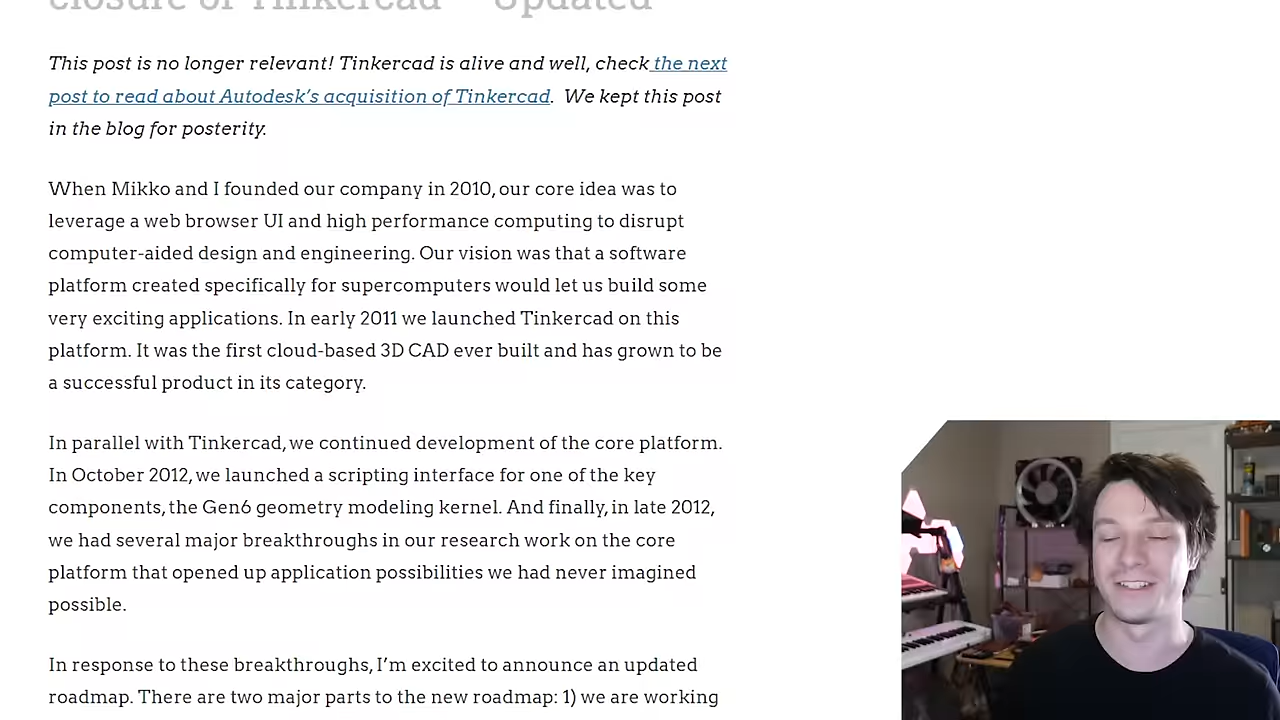 closure of Tinkercad — Updated
This post is no longer relevant! Tinkercad is alive and well, check the next
post to read about Autodesk's acquisition of Tinkercad.  We kept this post
in the blog for posterity.
When Mikko and I founded our company in 2010, our core idea was to
leverage a web browser UI and high performance computing to disrupt
computer-aided design and engineering. Our vision was that a software
platform created specifically for supercomputers would let us build some
very exciting applications. In early 2011 we launched Tinkercad on this
platform. It was the first cloud-based 3D CAD ever built and has grown to be
a successful product in its category.
In parallel with Tinkercad, we continued development of the core platform.
In October 2012, we launched a scripting interface for one of the key
components, the Gen6 geometry modeling kernel. And finally, in late 2012,
we had several major breakthroughs in our research work on the core
platform that opened up application possibilities we had never imagined
possible.
In response to these breakthroughs, I'm excited to announce an updated
roadmap. There are two major parts to the new roadmap: 1) we are working